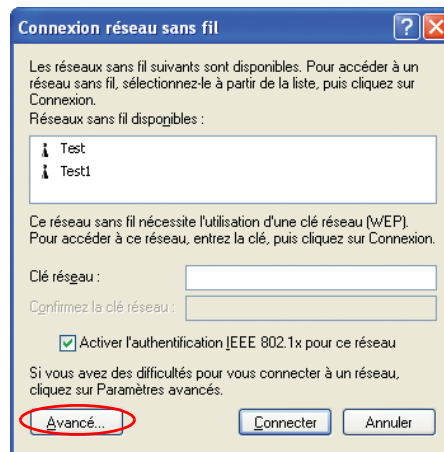 Connexion réseau sans fil
Les réseaux sans fil suivants sont disponibles. Pour accéder à un
réseau sans fil, sélectionnez-le à partir de la liste, puis cliquez sur
Connexion.
Réseaux sans fil disponibles :
Test
Test1
Ce réseau sans fil nécessite l'utilisation d'une clé réseau (WEP).
Pour accéder à ce réseau, entrez la clé, puis cliquez sur Connexion.
Clé réseau :
Confirmez la clé réseau :
Activer l'authentification IEEE 802.1x pour ce réseau
Si vous avez des difficultés pour vous connecter à un réseau,
cliquez sur Paramètres avancés.
Avancé... Connecter Annuler